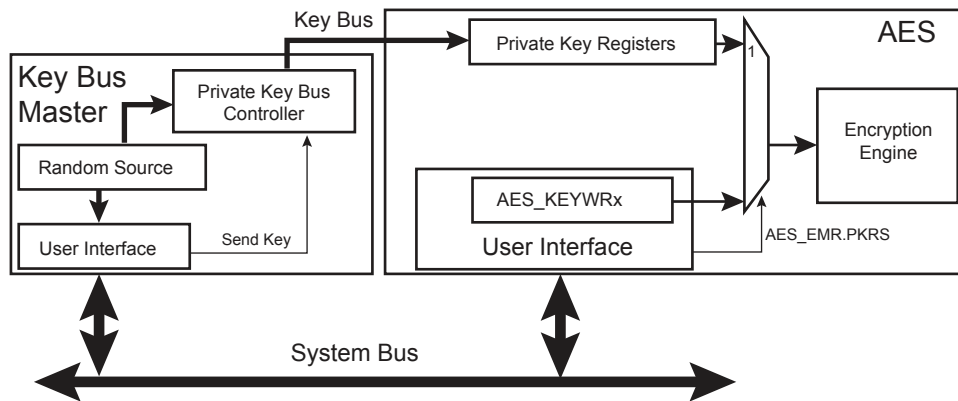 Key Bus
AES
Private Key Registers
1
Key Bus
Master
Private Key Bus
Controller
Encryption
Engine
Random Source
AES_KEYWRx
User Interface
Send Key
User Interface
AES_EMR.PKRS
System Bus